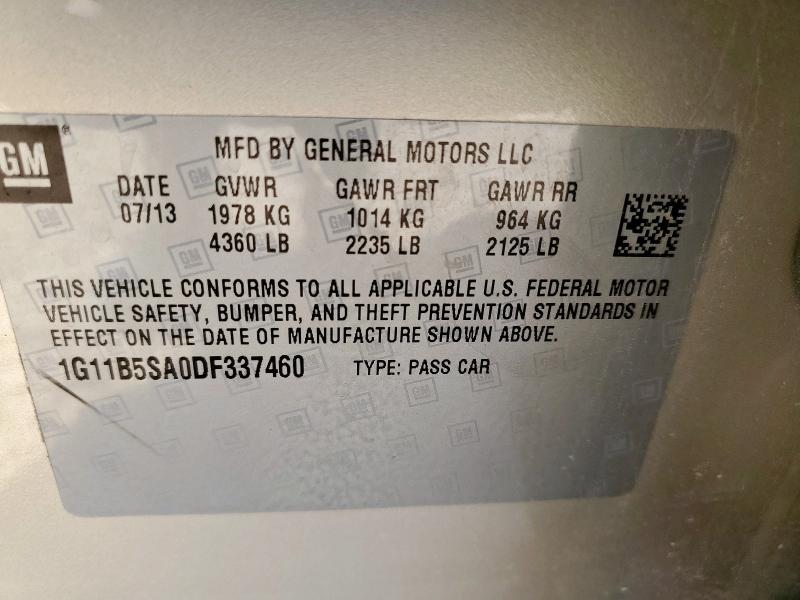 GM
MFD BY GENERAL MOTORS LLC
DATE GVWR GAWR FRT GAWR RR
07/13 1978 KG 1014 KG 964 KG
4360 LB 2235 LB 2125 LB
THIS VEHICLE CONFORMS TO ALL APPLICABLE U.S. FEDERAL MOTOR
VEHICLE SAFETY, BUMPER, AND THEFT PREVENTION STANDARDS IN
EFFECT ON THE DATE OF MANUFACTURE SHOWN ABOVE.
1G11B5SA0DF337460 TYPE: PASS CAR